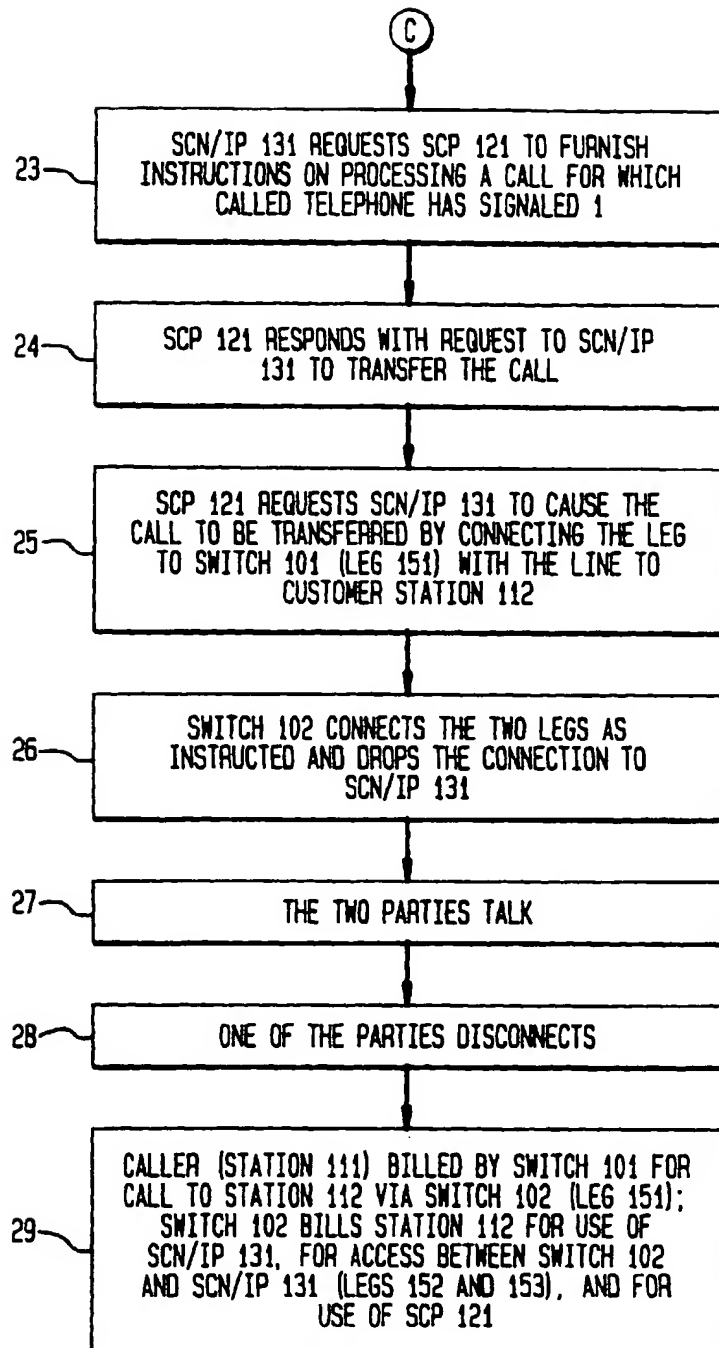 C
23
SCN/IP 131 REQUESTS SCP 121 TO FURNISH
INSTRUCTIONS ON PROCESSING A CALL FOR WHICH
CALLED TELEPHONE HAS SIGNALED 1
24
SCP 121 RESPONDS WITH REQUEST TO SCN/IP
131 TO TRANSFER THE CALL
25
SCP 121 REQUESTS SCN/IP 131 TO CAUSE THE
CALL TO BE TRANSFERRED BY CONNECTING THE LEG
TO SWITCH 101 (LEG 151) WITH THE LINE TO
CUSTOMER STATION 112
26
SWITCH 102 CONNECTS THE TWO LEGS AS
INSTRUCTED AND DROPS THE CONNECTION TO
SCN/IP 131
27
THE TWO PARTIES TALK
28
ONE OF THE PARTIES DISCONNECTS
29
CALLER (STATION 111) BILLED BY SWITCH 101 FOR
CALL TO STATION 112 VIA SWITCH 102 (LEG 151);
SWITCH 102 BILLS STATION 112 FOR USE OF
SCN/IP 131, FOR ACCESS BETWEEN SWITCH 102
AND SCN/IP 131 (LEGS 152 AND 153), AND FOR
USE OF SCP 121